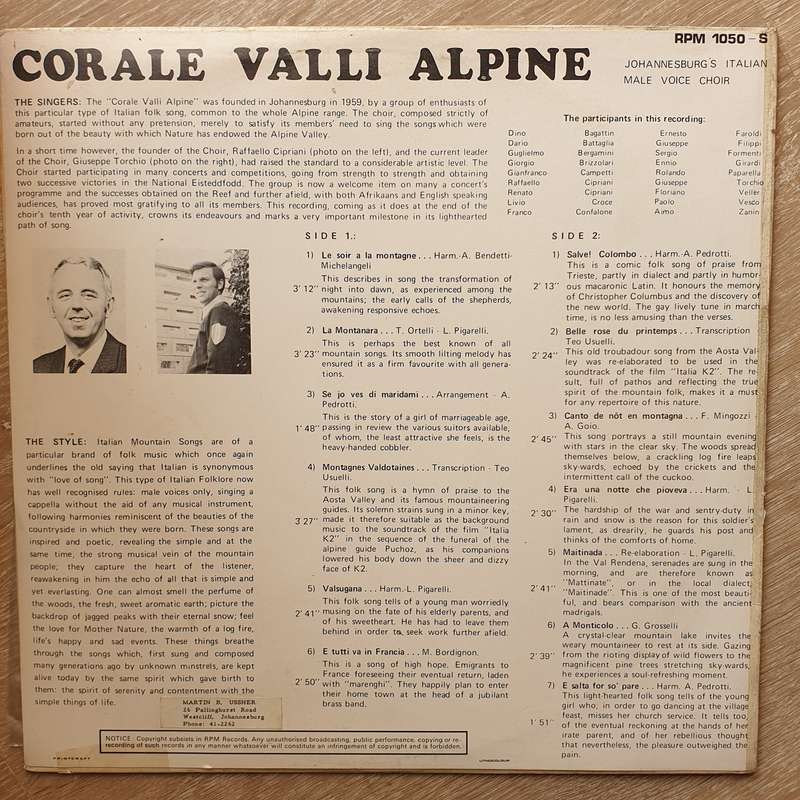 RPM 1050-S
CORALE VALLI ALPINE
JOHANNESBURG'S ITALIAN
MALE VOICE CHOIR
THE SINGERS: The "Corale Valli Alpine" was founded in Johannesburg in 1959, by a group of enthusiasts of
this particular type of Italian folk song, common to the whole Alpine range. The choir, composed strictly of
amateurs, started without any pretension, merely to satisfy its members' need to sing the songs which were
born out of the beauty with which Nature has endowed the Alpine Valley.
In a short time however, the founder of the Choir, Raffaello Cipriani (photo on the left), and the current leader
of the Choir, Giuseppe Torchio (photo on the right), had raised the standard to a considerable artistic level. The
Choir started participating in many concerts and competitions, going from strength to strength and obtaining
two successive victories in the National Eisteddfodd. The group is now a welcome item on many a concert's
programme and the successes obtained on the Reef and further afield, with both Afrikaans and English speaking
audiences, has proved most gratifying to all its members. This recording, coming as it does at the end of the
choir's tenth year of activity, crowns its endeavours and marks a very important milestone in its lighthearted
path of song.
The participants in this recording:
Dino Bagattin Ernesto Faroldi
Dario Battaglia Giuseppe Filippi
Guglielmo Bergamini Sergio Formenti
Giorgio Brizzolari Ennio Girardi
Gianfranco Campetti Rolando Paparella
Raffaello Cipriani Giuseppe Torchio
Renato Cipriani Floriano Veller
Livio Croce Paolo Vesco
Franco Confalone Aimo Zanin
THE STYLE: Italian Mountain Songs are of a
particular brand of folk music which once again
underlines the old saying that Italian is synonymous
with "love of song". This type of Italian Folklore now
has well recognised rules: male voices only, singing a
cappella without the aid of any musical instrument,
following harmonies reminiscent of the beauties of the
countryside in which they were born. These songs are
inspired and poetic, revealing the simple and at the
same time, the strong musical vein of the mountain
people; they capture the heart of the listener,
reawakening in him the echo of all that is simple and
yet everlasting. One can almost smell the perfume of
the woods, the fresh, sweet aromatic earth; picture the
backdrop of jagged peaks with their eternal snow; feel
the love for Mother Nature, the warmth of a log fire,
life's happy and sad events. These things breathe
through the songs which, first sung and composed
many generations ago by unknown minstrels, are kept
alive today by the same spirit which gave birth to
them: the spirit of serenity and contentment with the
simple things of life.
MARTIN B. USSHER
24 Pallinghurst Road
Westcliff, Johannesburg
Phone: 41-2262
SIDE 1.:
1) Le soir a la montagne... Harm.-A. Bendetti-
Michelangeli
This describes in song the transformation of
3' 12" night into dawn, as experienced among the
mountains; the early calls of the shepherds,
awakening responsive echoes.
2) La Montanara... T. Ortelli - L. Pigarelli.
This is perhaps the best known of all
3' 23" mountain songs. Its smooth lilting melody has
ensured it as a firm favourite with all genera-
tions.
3) Se jo ves di maridami... Arrangement - A.
Pedrotti.
This is the story of a girl of marriageable age,
1' 48" passing in review the various suitors available,
of whom, the least attractive she feels, is the
heavy-handed cobbler.
4) Montagnes Valdotaines... Transcription - Teo
Usuelli.
This folk song is a hymn of praise to the
Aosta Valley and its famous mountaineering
guides. Its solemn strains sung in a minor key,
3' 27" made it therefore suitable as the background
music to the soundtrack of the film "Italia
K2" in the sequence of the funeral of the
alpine guide Puchoz, as his companions
lowered his body down the sheer and dizzy
face of K2.
5) Valsugana... Harm.-L. Pigarelli.
This folk song tells of a young man worriedly
2' 41" musing on the fate of his elderly parents, and
of his sweetheart. He has had to leave them
behind in order to seek work further afield.
6) E tutti va in Francia... M. Bordignon.
This is a song of high hope. Emigrants to
France foreseeing their eventual return, laden
2' 50" with "marenghi". They happily plan to enter
their home town at the head of a jubilant
brass band.
SIDE 2:
1) Salve! Colombo... Harm.-A. Pedrotti.
This is a comic folk song of praise from
Trieste, partly in dialect and partly in humor-
2' 13" ous macaronic Latin. It honours the memory
of Christopher Columbus and the discovery of
the new world. The gay lively tune in march
time, is no less amusing than the verses.
2) Belle rose du printemps... Transcription -
Teo Usuelli.
2' 24" This old troubadour song from the Aosta Val-
ley was re-elaborated to be used in the
soundtrack of the film "Italia K2". The re-
sult, full of pathos and reflecting the true
spirit of the mountain folk, makes it a must
for any repertoire of this nature.
3) Canto de nôt en montagna... F. Mingozzi -
A. Goio.
2' 45" This song portrays a still mountain evening
with stars in the clear sky. The woods spread
themselves below, a crackling log fire leaps
sky-wards, echoed by the crickets and the
intermittent call of the cuckoo.
4) Era una notte che pioveva... Harm. - L.
Pigarelli.
2' 30" The hardship of the war and sentry-duty in
rain and snow is the reason for this soldier's
lament, as drearily, he guards his post and
thinks of the comforts of home.
5) Maitinada... Re-elaboration - L. Pigarelli.
In the Val Rendena, serenades are sung in the
morning, and are therefore known as
2' 41" "Mattinate", or in the local dialect,
"Maitinade". This is one of the most beauti-
ful, and bears comparison with the ancient
madrigals.
6) A Monticolo... G. Grosselli
A crystal-clear mountain lake invites the
weary mountaineer to rest at its side. Gazing
2' 39" from the rioting display of wild flowers to the
magnificent pine trees stretching sky-wards,
he experiences a soul-refreshing moment.
7) E salta for so' pare... Harm. A. Pedrotti.
This light-hearted folk song tells of the young
girl who, in order to go dancing at the village
feast, misses her church service. It tells too,
1' 51" of the eventual reckoning at the hands of her
irate parent, and of her rebellious thought
that nevertheless, the pleasure outweighed the
pain.
NOTICE: Copyright subsists in RPM Records. Any unauthorised broadcasting, public performance, copying or re-
recording of such records in any manner whatsoever will constitute an infringement of copyright and is forbidden.
PRINTCRAFT
LITHOCOLOUR